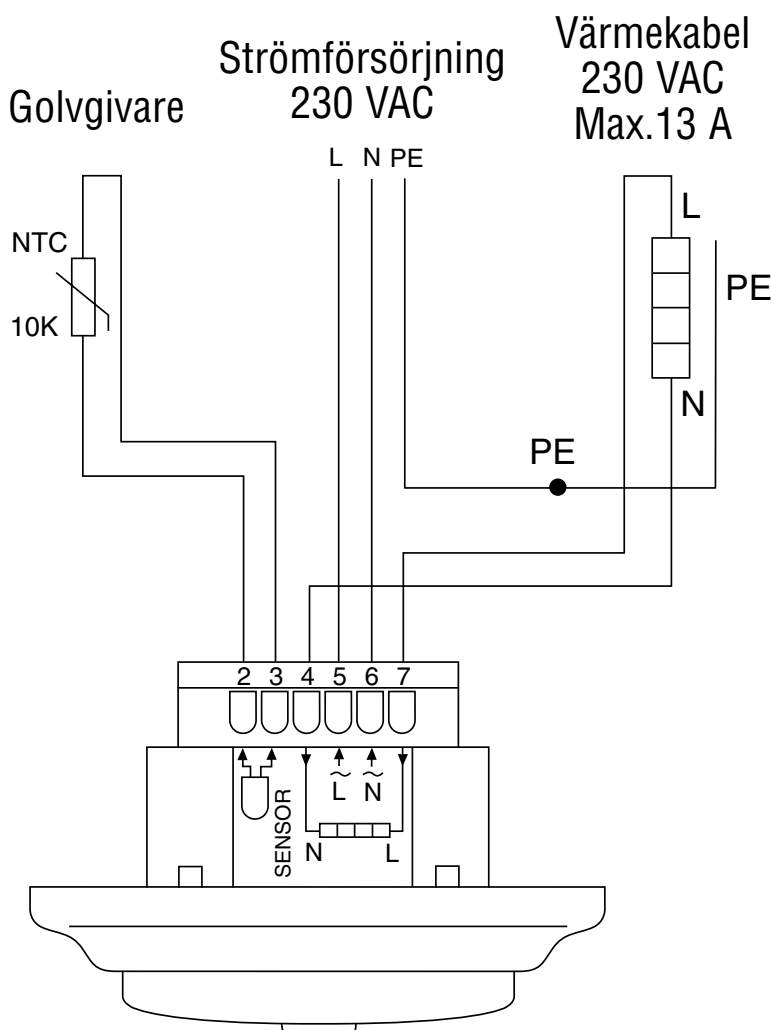 Golvgivare
Strömförsörjning
230 VAC
Värmekabel
230 VAC
Max.13 A
L N PE
NTC
10K
L
PE
N
PE
2 3 4 5 6 7
SENSOR
L N
N L